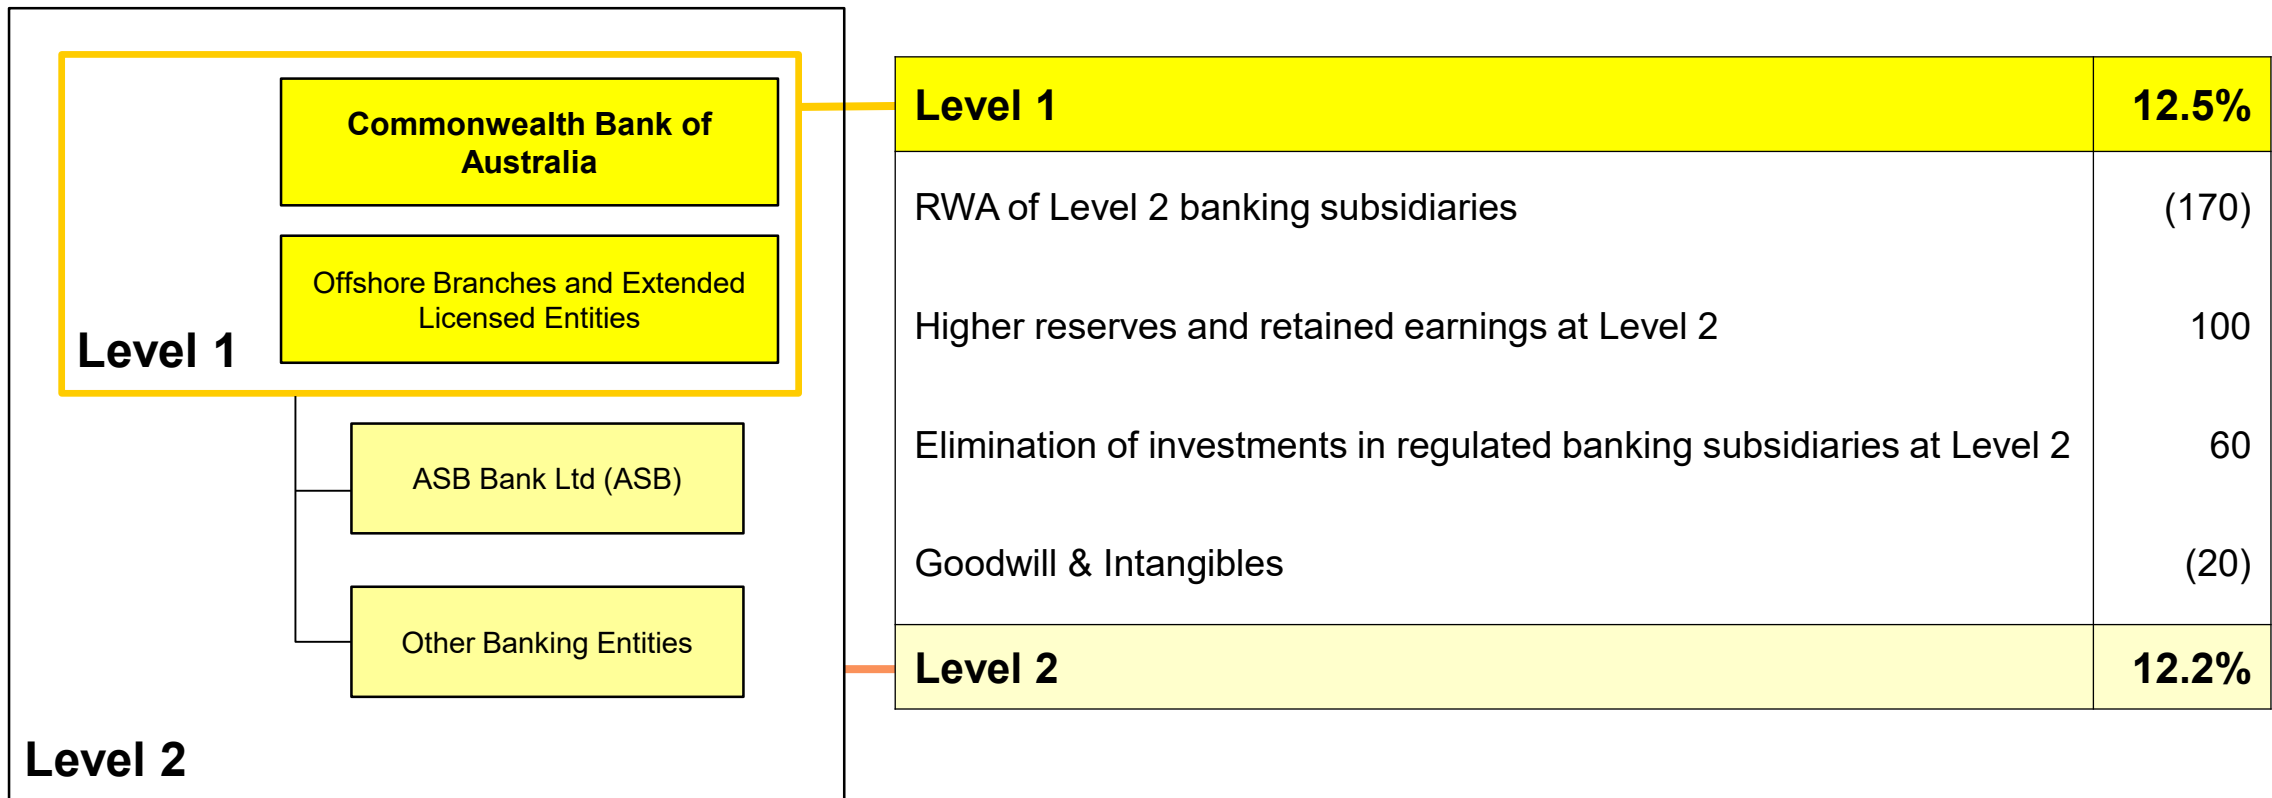 Commonwealth Bank of
Australia
Offshore Branches and Extended
Licensed Entities
Level 1
ASB Bank Ltd (ASB)
Other Banking Entities
Level 2
Level 1 12.5%
RWA of Level 2 banking subsidiaries (170)
Higher reserves and retained earnings at Level 2 100
Elimination of investments in regulated banking subsidiaries at Level 2 60
Goodwill & Intangibles (20)
Level 2 12.2%